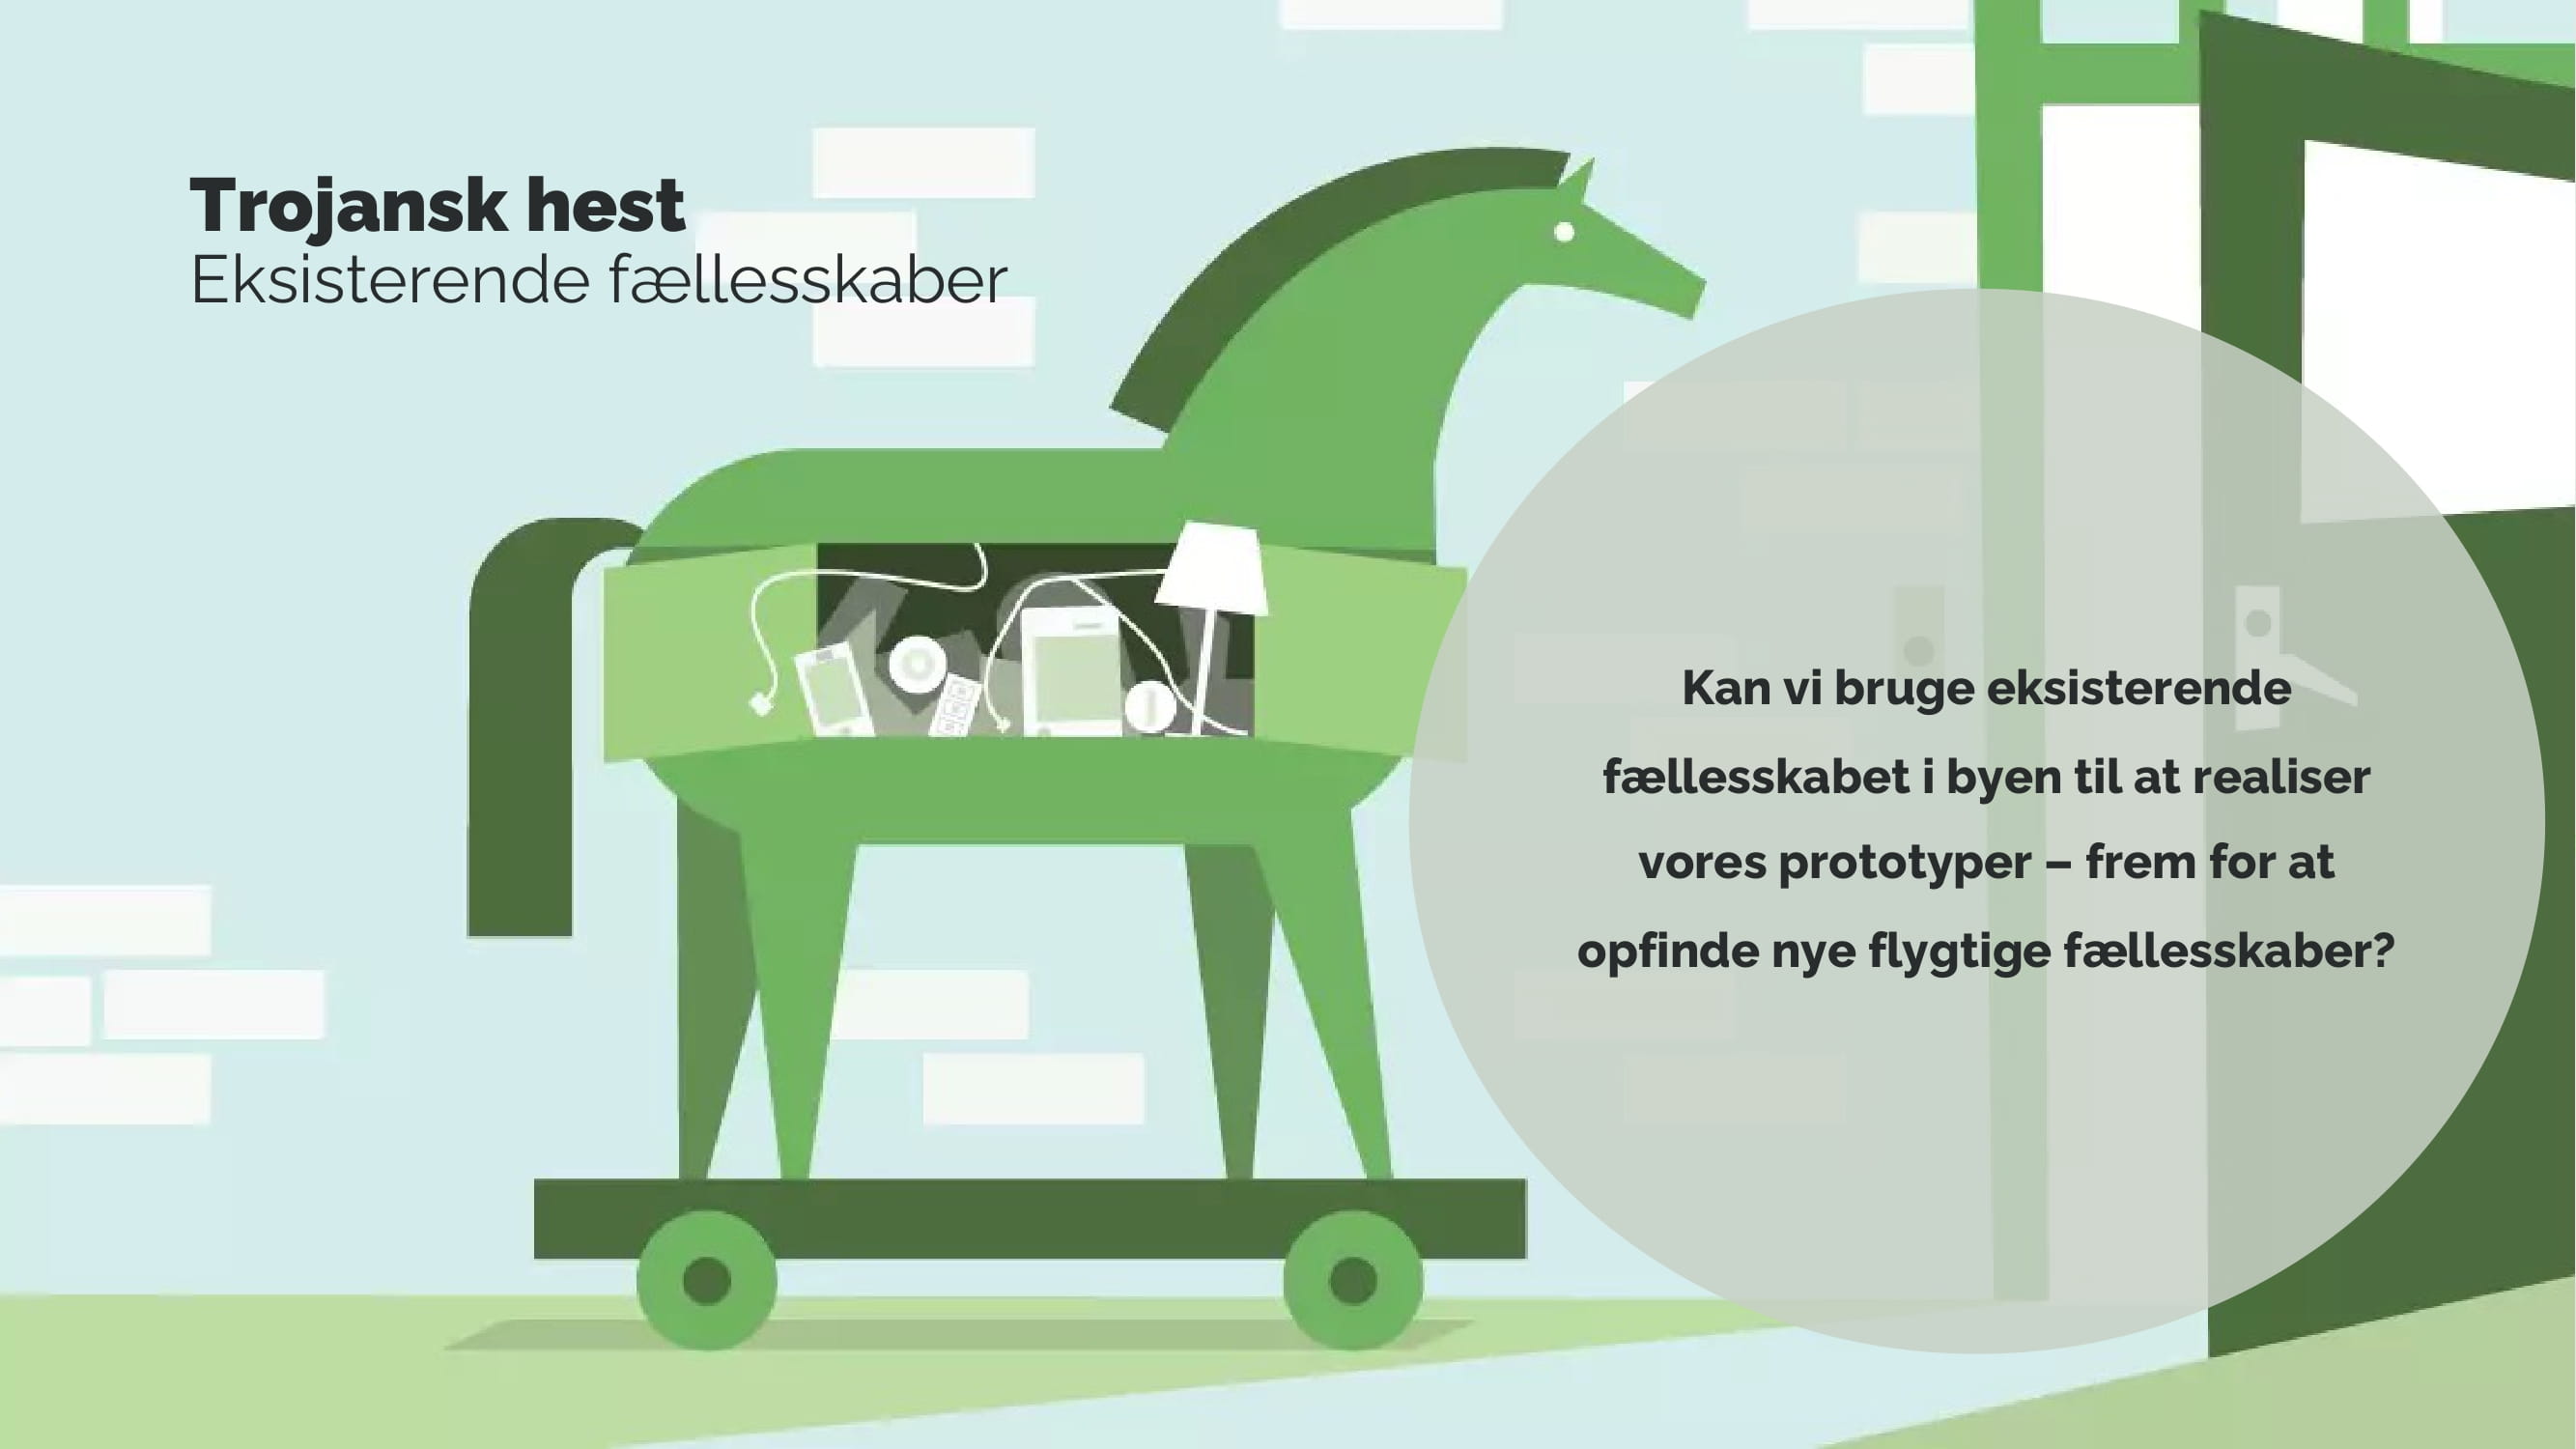 Trojansk hest
Eksisterende fællesskaber
Kan vi bruge eksisterende
fællesskabet i byen til at realiser
vores prototyper – frem for at
opfinde nye flygtige fællesskaber?